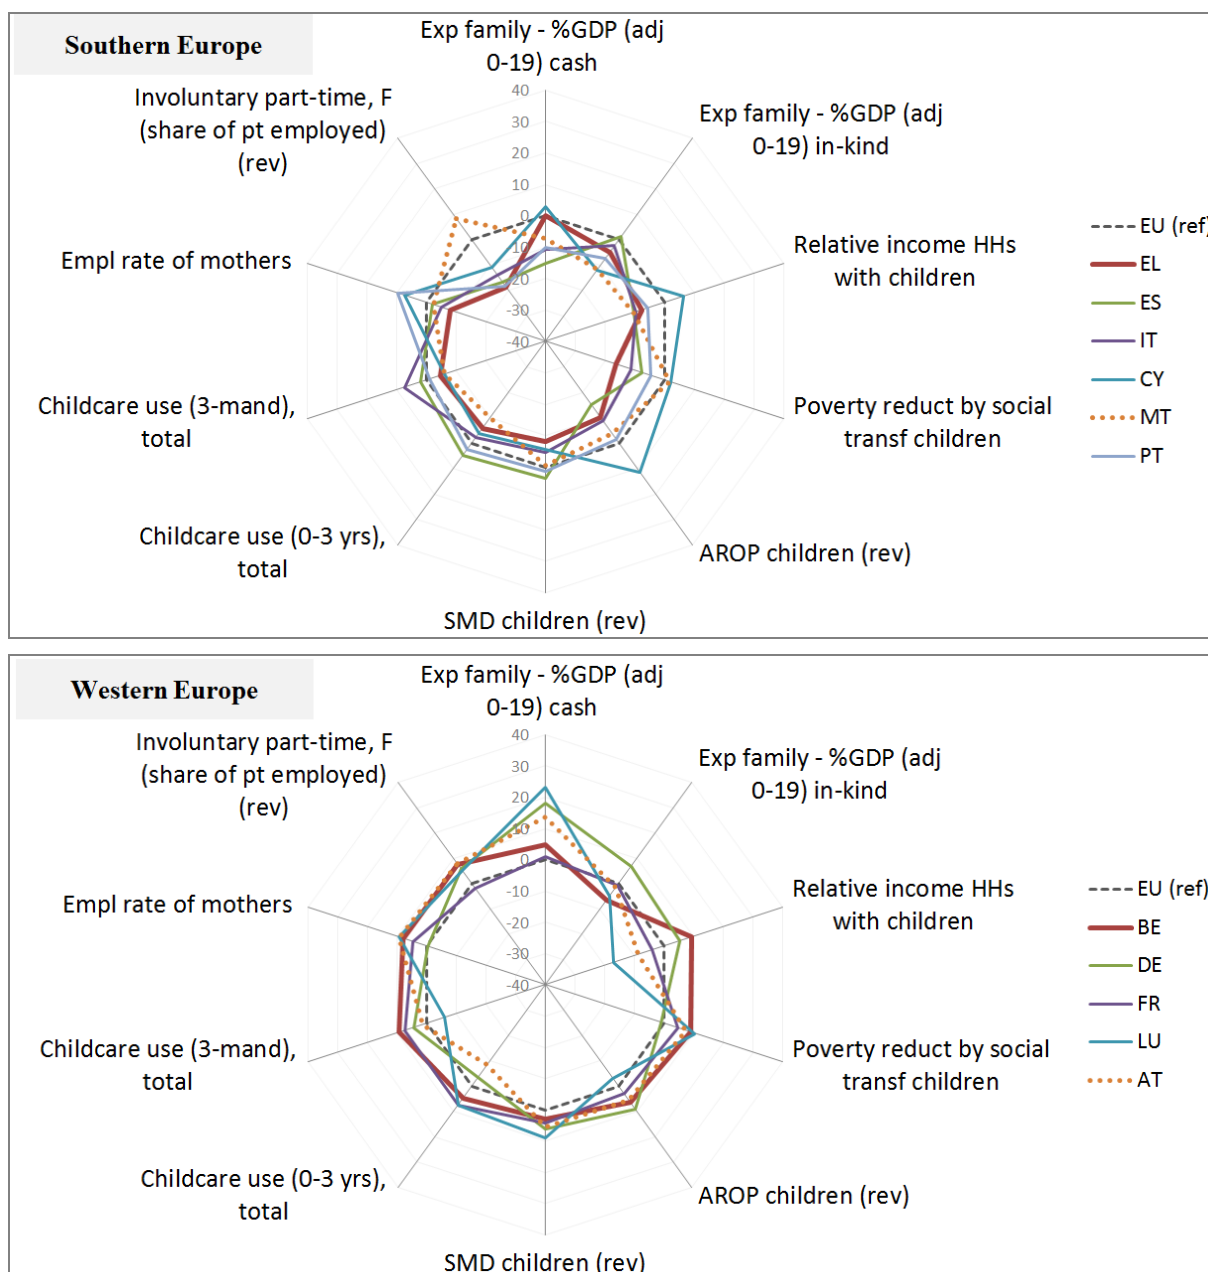 Southern Europe
Exp family - %GDP (adj
0-19) cash
Involuntary part-time, F
(share of pt employed)
(rev)
Exp family - %GDP (adj
0-19) in-kind
40
30
20
10
0
-10
-20
-30
-40
Empl rate of mothers
Relative income HHs
with children
Childcare use (3-mand),
total
Poverty reduct by social
transf children
Childcare use (0-3 yrs),
total
AROP children (rev)
SMD children (rev)
EU (ref)
EL
ES
IT
CY
MT
PT
Western Europe
Exp family - %GDP (adj
0-19) cash
Involuntary part-time, F
(share of pt employed)
(rev)
Exp family - %GDP (adj
0-19) in-kind
40
30
20
10
0
-10
-20
-30
-40
Empl rate of mothers
Relative income HHs
with children
Childcare use (3-mand),
total
Poverty reduct by social
transf children
Childcare use (0-3 yrs),
total
AROP children (rev)
SMD children (rev)
EU (ref)
BE
DE
FR
LU
AT